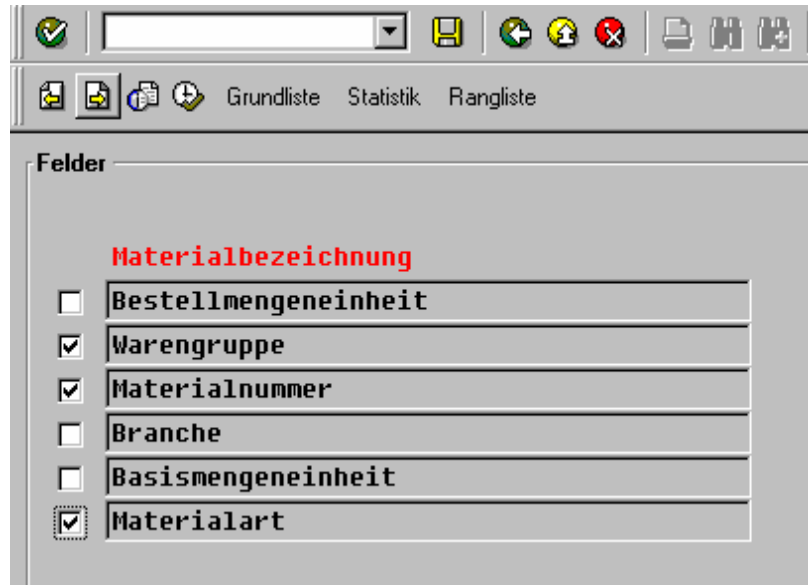 Grundliste Statistik Rangliste
Felder
Materialbezeichnung
Bestellmengeneinheit
Warengruppe
Materialnummer
Branche
Basismengeneinheit
Materialart